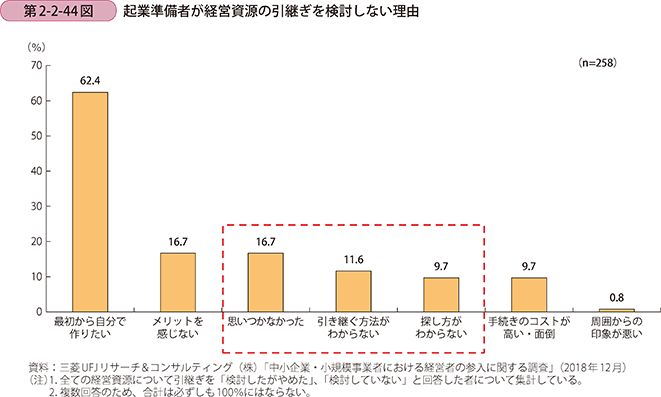 第2-2-44図 起業準備者が経営資源の引継ぎを検討しない理由
(%)
(n=258)
70
60
50
40
30
20
10
0
62.4
16.7
16.7
11.6
9.7
9.7
0.8
最初から自分で
作りたい
メリットを
感じない
思いつかなかった
引き継ぐ方法が
わからない
探し方が
わからない
手続きのコストが
高い・面倒
周囲からの
印象が悪い
資料：三菱UFJリサーチ＆コンサルティング（株）「中小企業・小規模事業者における経営者の参入に関する調査」（2018年12月）
（注）1. 全ての経営資源について引継ぎを「検討したがやめた」、「検討していない」と回答した者について集計している。
2. 複数回答のため、合計は必ずしも100％にはならない。